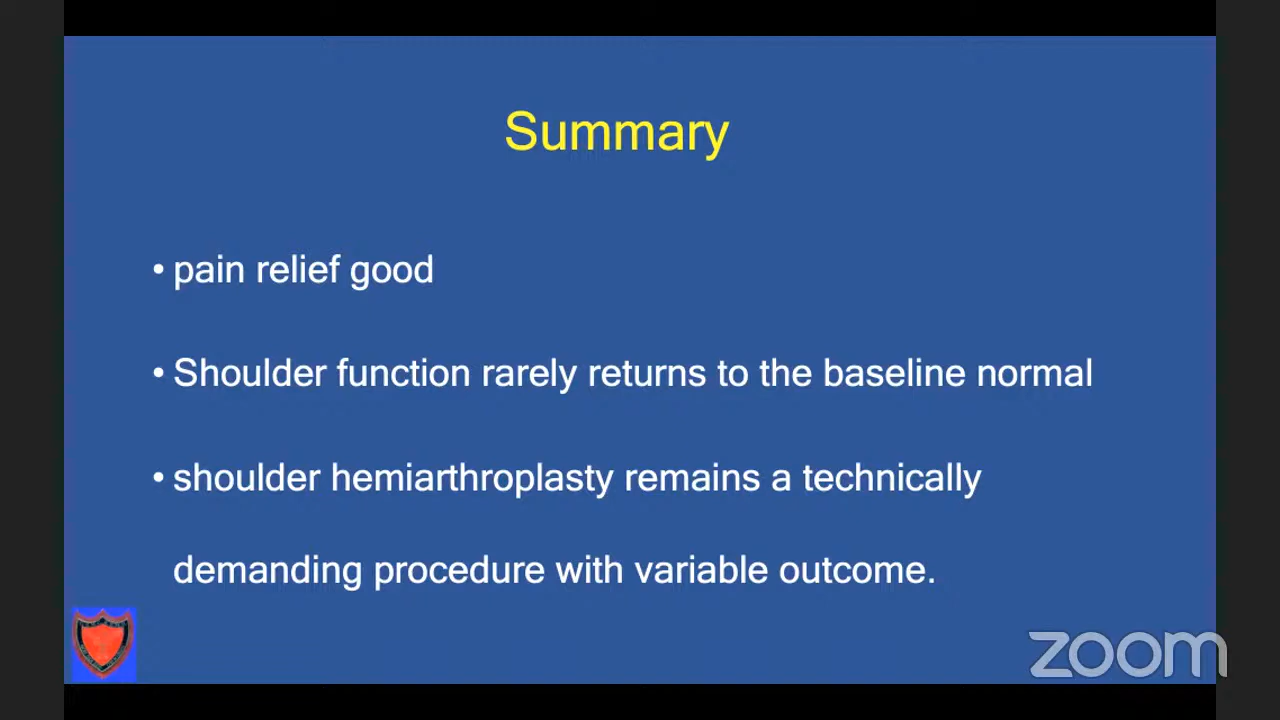 Summary
• pain relief good
• Shoulder function rarely returns to the baseline normal
• shoulder hemiarthroplasty remains a technically
demanding procedure with variable outcome.
zoom